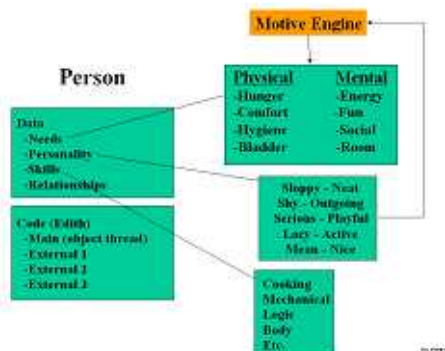 Motive Engine
Person
Physical Mental
-Hunger -Energy
-Comfort -Fun
-Hygiene -Social
-Bladder -Room
Data
-Needs
-Personality
-Skills
-Relationships
Sloppy - Neat
Shy - Outgoing
Serious - Playful
Lazy - Active
Mean - Nice
Code (Edith)
-Main (object thread)
-External 1
-External 2
-External 3
Cooking
Mechanical
Logic
Body
Etc.